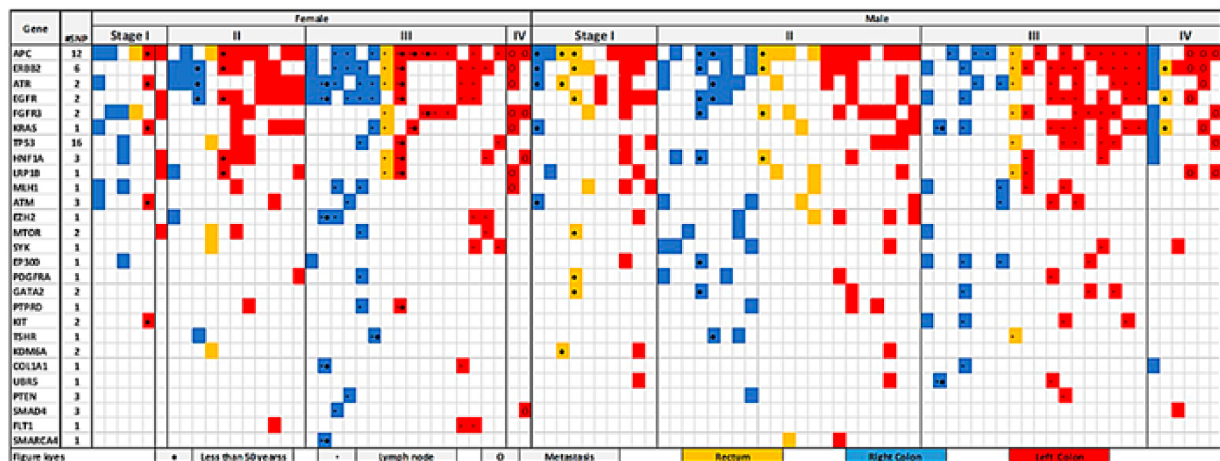 Gene #SNP Female Male
Stage I II III IV Stage I II III IV
APC 12
ERBB2 6
ATR 2
EGFR 2
FGFR3 2
KRAS 1
TP53 16
HNF1A 3
LRP1B 1
MLH1 1
ATM 3
EZH2 1
MTOR 2
SYK 1
EP300 1
PDGFRA 1
GATA2 2
PTPRD 1
KIT 2
TSHR 1
KDM6A 2
COL1A1 1
UBR5 1
PTEN 3
SMAD4 3
FLT1 1
SMARCA4 1
Figure kyes Less than 50 yearss Lymph node O Metastasis Rectum Right Colon Left Colon